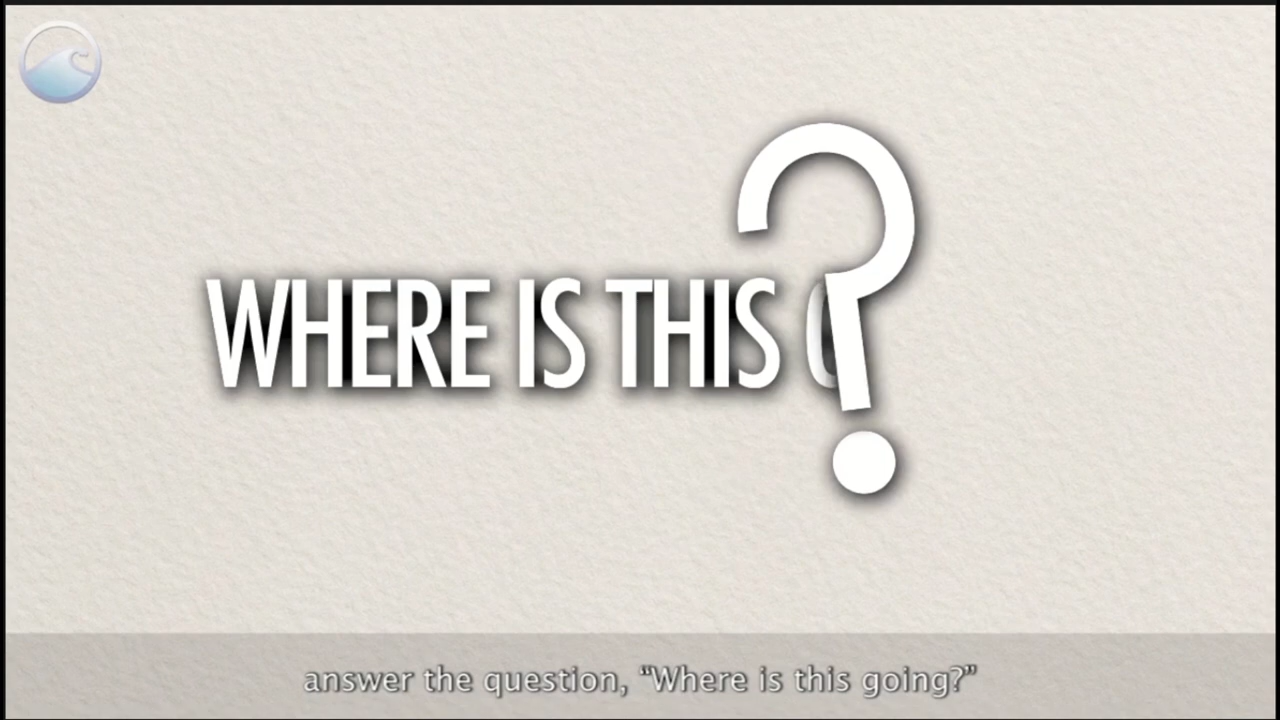 WHERE IS THIS G?
answer the question, “Where is this going?”